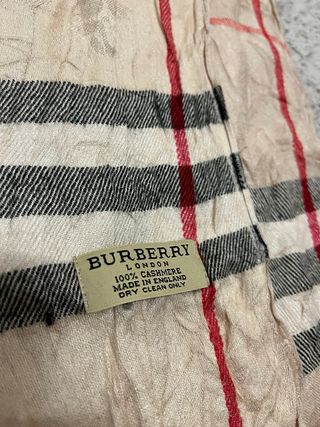 BURBERRY
LONDON
100% CASHMERE
MADE IN ENGLAND
DRY CLEAN ONLY